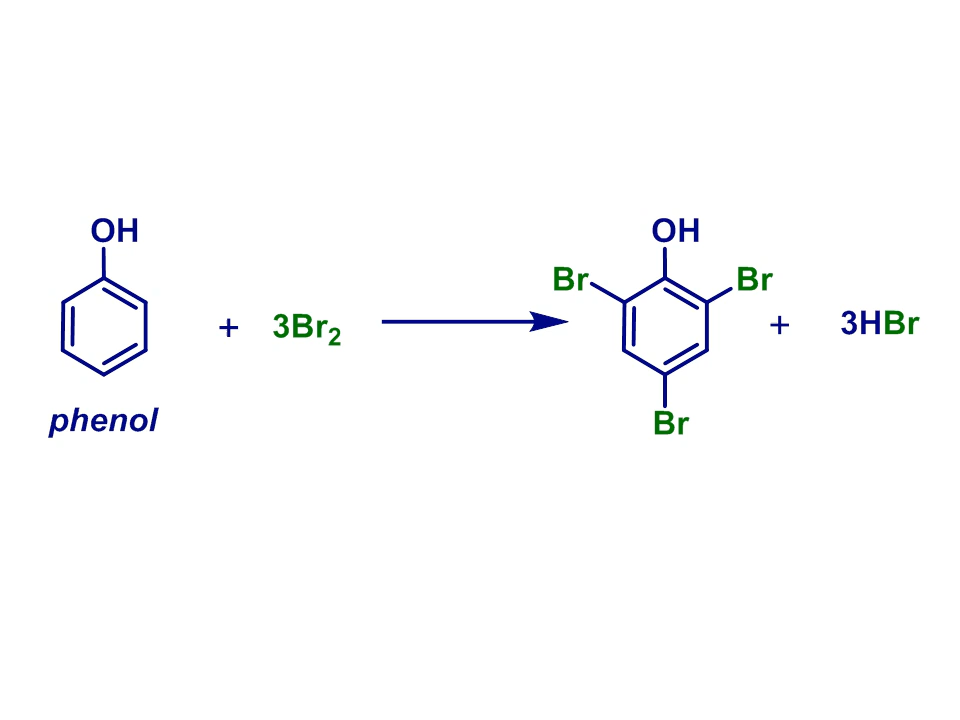 OH
+ 3Br₂
phenol
OH
Br Br
+ 3HBr
Br